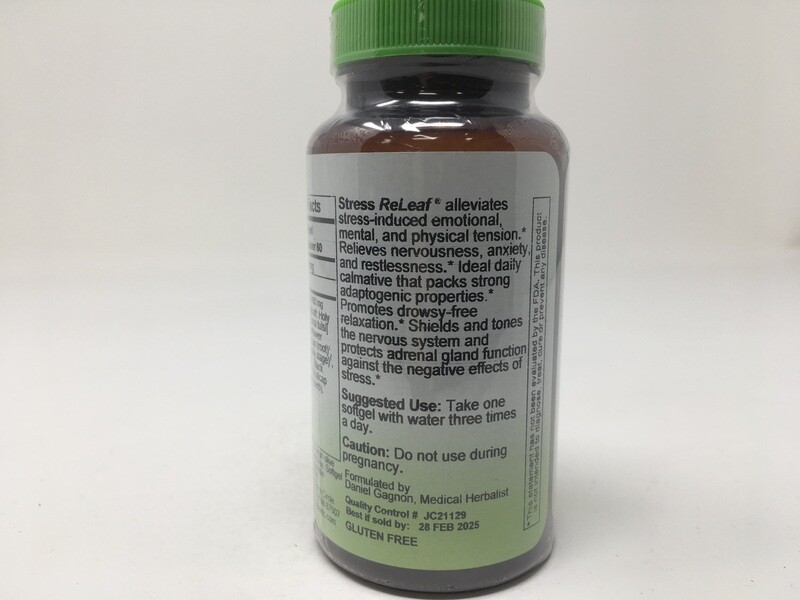 Stress ReLeaf® alleviates
stress-induced emotional,
mental, and physical tension.*
Relieves nervousness, anxiety,
and restlessness.* Ideal daily
calmative that packs strong
adaptogenic properties.*
Promotes drowsy-free
relaxation.* Shields and tones
the nervous system and
protects adrenal gland function
against the negative effects of
stress.*
Suggested Use: Take one
softgel with water three times
a day.
Caution: Do not use during
pregnancy.
Formulated by
Daniel Gagnon, Medical Herbalist
Quality Control # JC21129
Best if sold by: 28 FEB 2025
GLUTEN FREE
*This statement has not been evaluated by the FDA. This product
is not intended to diagnose, treat, cure or prevent any disease.